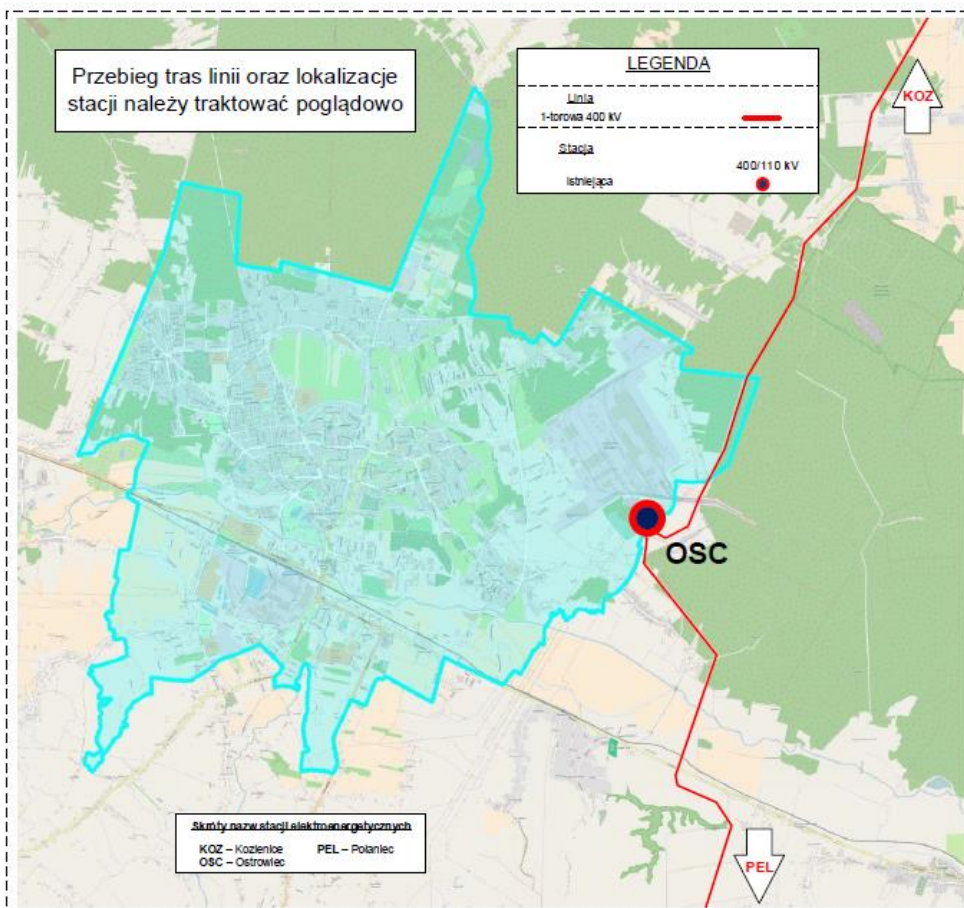 Przebieg tras linii oraz lokalizacje
stacji należy traktować poglądowo
LEGENDA
Linia
1-torowa 400 kV
Stacja
400/110 kV
Istniejąca
KOZ
OSC
Skróty nazw stacji elektroenergetycznych
KOZ – Kozienice PEL – Połaniec
OSC – Ostrowiec
PEL